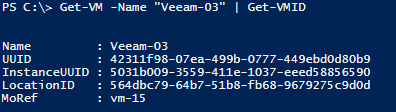 PS C:\> Get-VM -Name "Veeam-03" | Get-VMID
Name         : Veeam-03
UUID         : 42311f98-07ea-499b-0777-449ebd0d80b9
InstanceUUID : 5031b009-3559-411e-1037-eeed58856590
LocationID   : 564dbc79-64b7-51b8-fb68-9679275c9d0d
MoRef        : vm-15